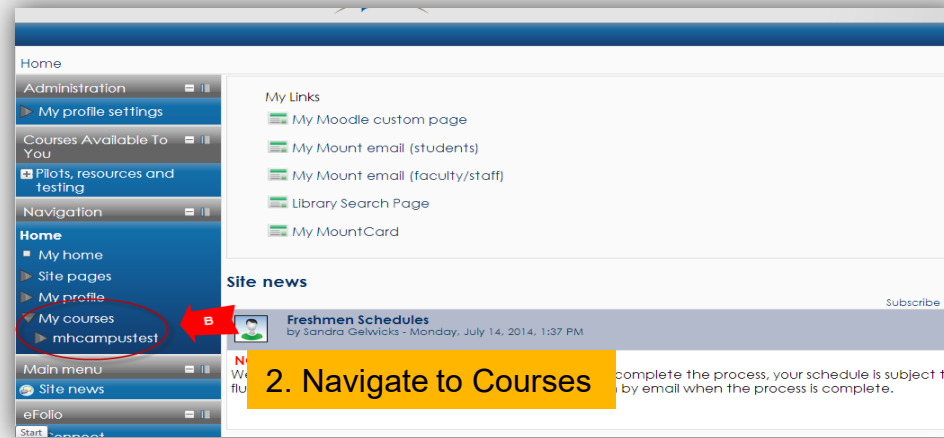 Home
Administration
My profile settings
Courses Available To
You
Pilots, resources and
testing
Navigation
Home
My home
Site pages
My profile
My courses
mhcampustest
Main menu
Site news
eFolio
Start
My Links
My Moodle custom page
My Mount email (students)
My Mount email (faculty/staff)
Library Search Page
My MountCard
Site news
Subscribe
B
Freshmen Schedules
by Sandra Gelwicks - Monday, July 14, 2014, 1:37 PM
complete the process, your schedule is subject t
by email when the process is complete.
2. Navigate to Courses